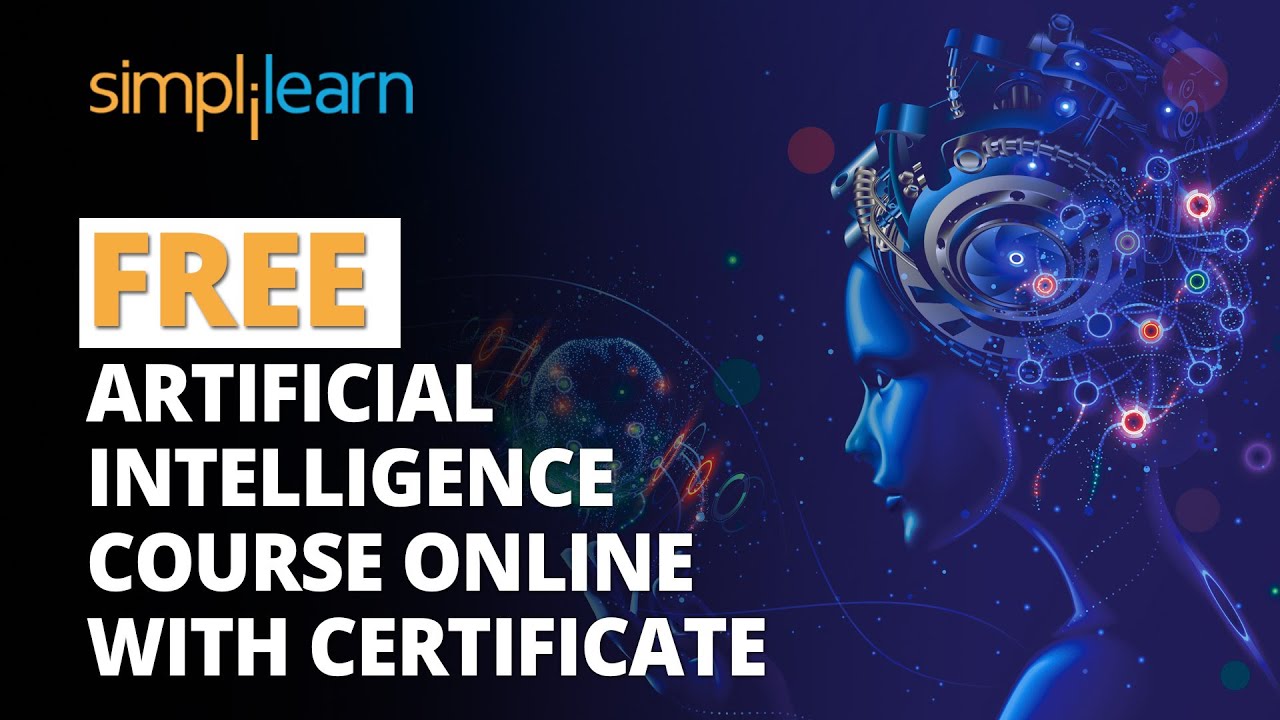 simplilearn
FREE
ARTIFICIAL
INTELLIGENCE
COURSE ONLINE
WITH CERTIFICATE